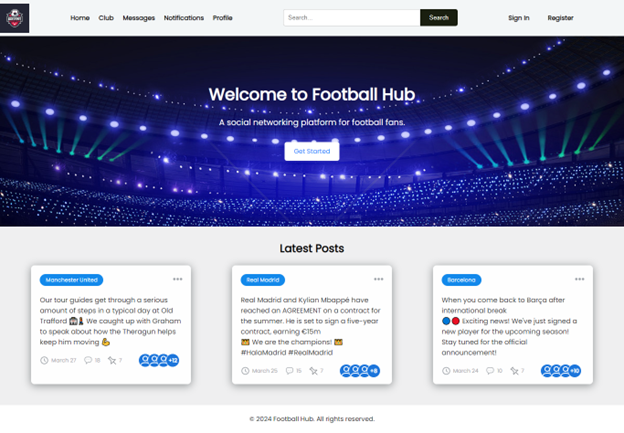 Home Club Messages Notifications Profile Search... Search Sign In Register
Welcome to Football Hub
A social networking platform for football fans.
Get Started
Latest Posts
Manchester United
Our tour guides get through a serious
amount of steps in a typical day at Old
Trafford 🏟️🚶 We caught up with Graham
to speak about how the Theragun helps
keep him moving 💪
March 27 18 7 +12
Real Madrid
Real Madrid and Kylian Mbappé have
reached an AGREEMENT on a contract for
the summer. He is set to sign a five-year
contract, earning €15m
We are the champions!
#HalaMadrid #RealMadrid
March 25 15 7 +8
Barcelona
When you come back to Barça after
international break
🔵🔴 Exciting news! We've just signed a
new player for the upcoming season!
Stay tuned for the official
announcement!
March 24 10 7 +10
© 2024 Football Hub. All rights reserved.